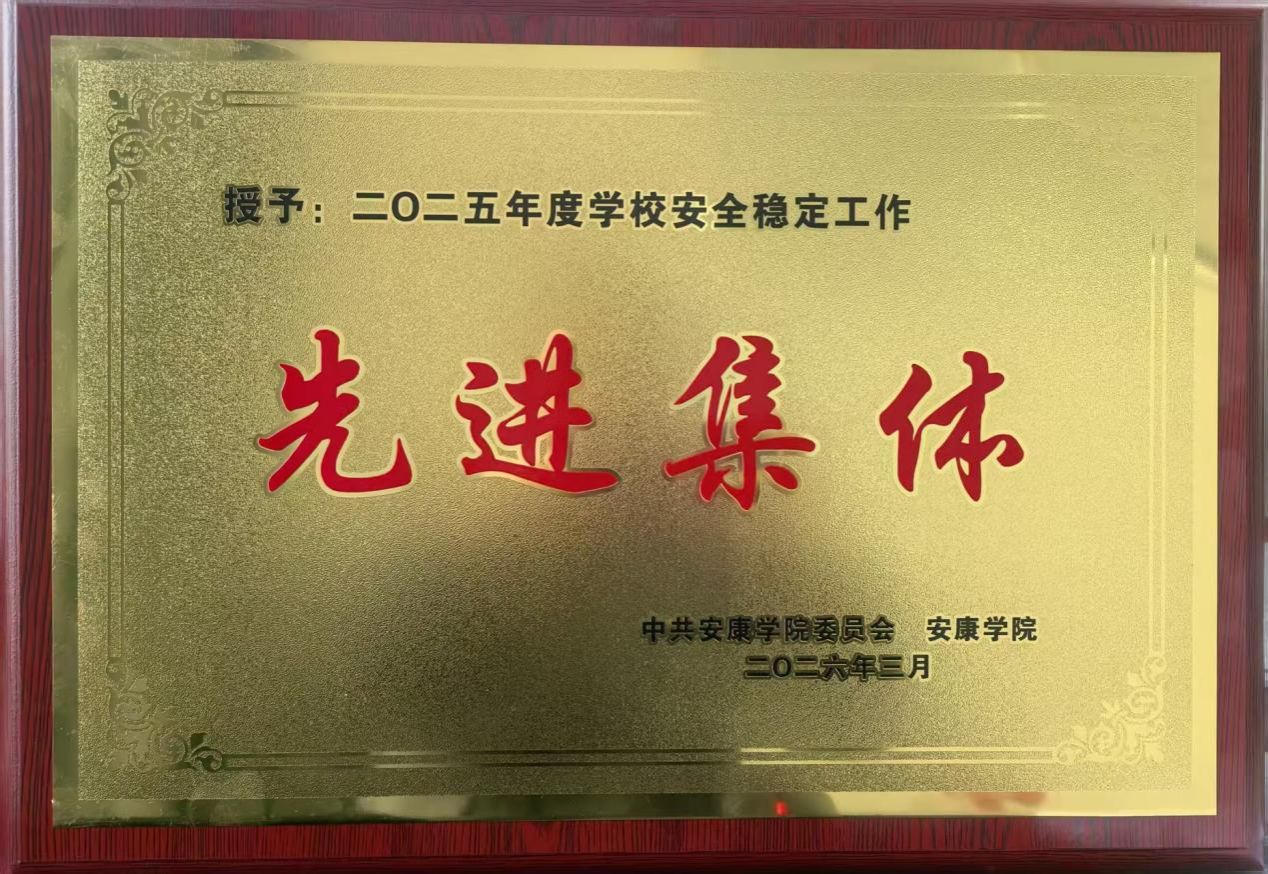 授予：二〇二五年度学校安全稳定工作
先进集体
中共安康学院委员会 安康学院
二〇二六年三月